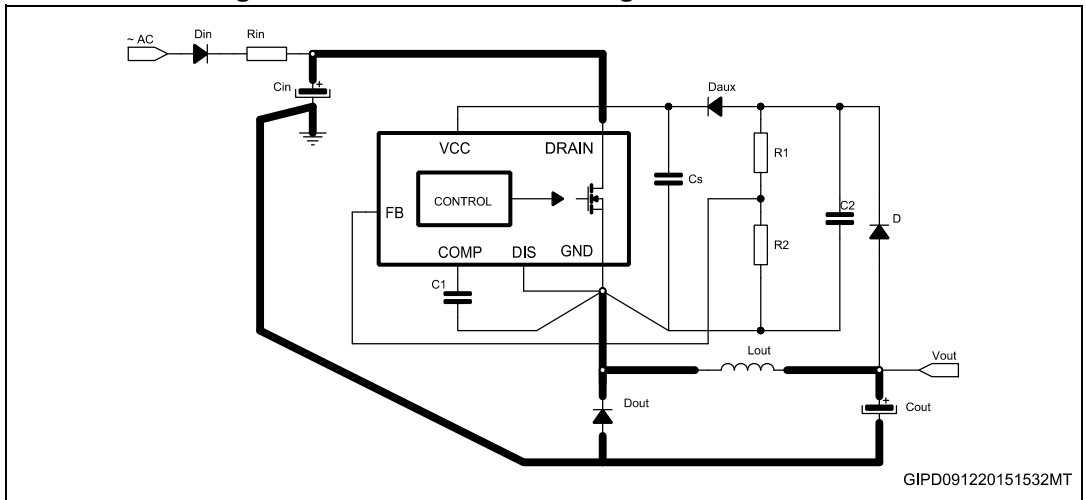 ~ AC
Din
Rin
Cin
+
Daux
VCC
DRAIN
R1
Cs
CONTROL
FB
C2
D
R2
COMP
DIS
GND
C1
Lout
Vout
Dout
+
Cout
GIPD091220151532MT